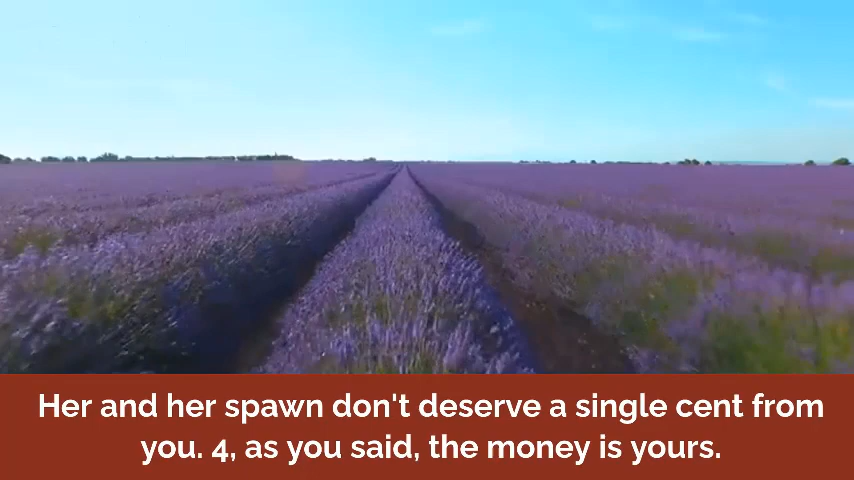 Her and her spawn don't deserve a single cent from
you. 4, as you said, the money is yours.